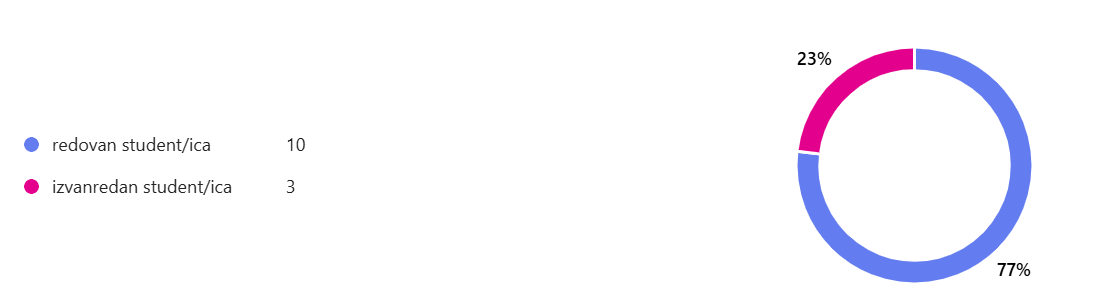 23%
redovan student/ica 10
izvanredan student/ica 3
77%